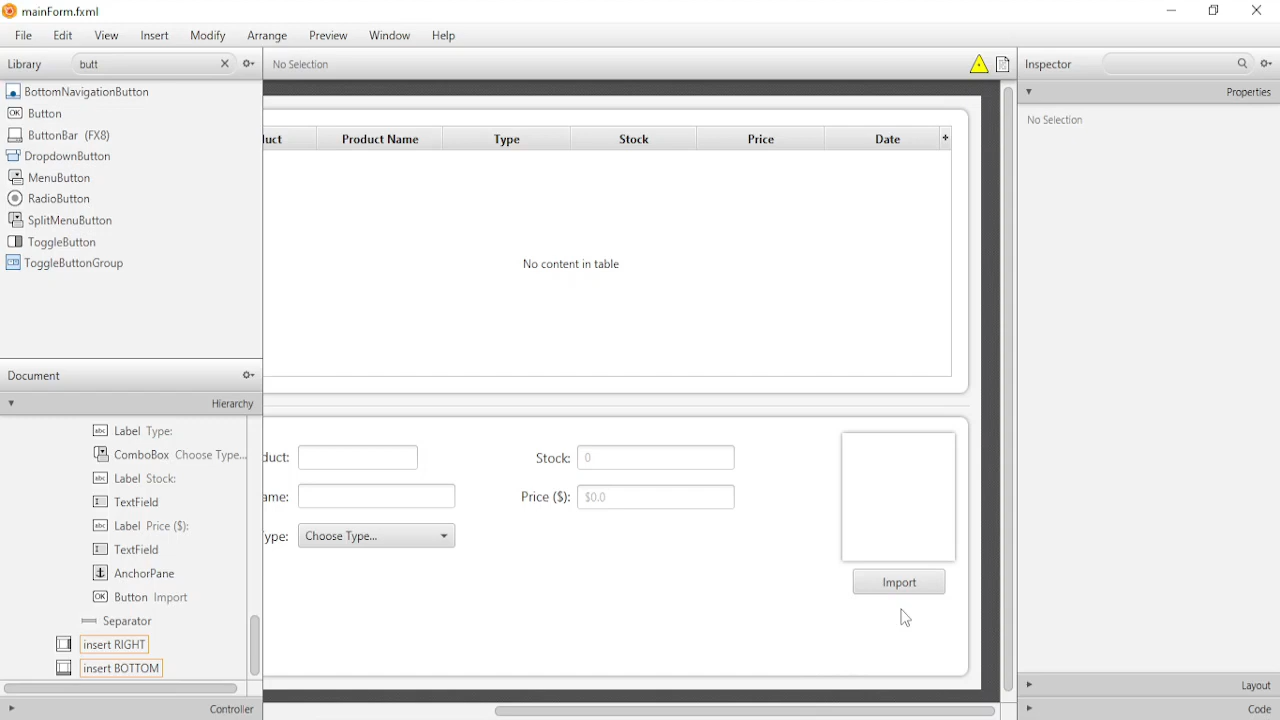 mainForm.fxml
File Edit View Insert Modify Arrange Preview Window Help
Library butt
No Selection
Inspector
BottomNavigationButton
Button
ButtonBar (FX8)
DropdownButton
MenuButton
RadioButton
SplitMenuButton
ToggleButton
ToggleButtonGroup
Document
Hierarchy
Label Type:
ComboBox Choose Type...
Label Stock:
TextField
Label Price ($):
TextField
AnchorPane
Button Import
Separator
insert RIGHT
insert BOTTOM
Controller
luct Product Name Type Stock Price Date
No content in table
duct: Stock: 0
ame: Price ($): $0.0
ype: Choose Type...
Import
Properties
No Selection
Layout
Code